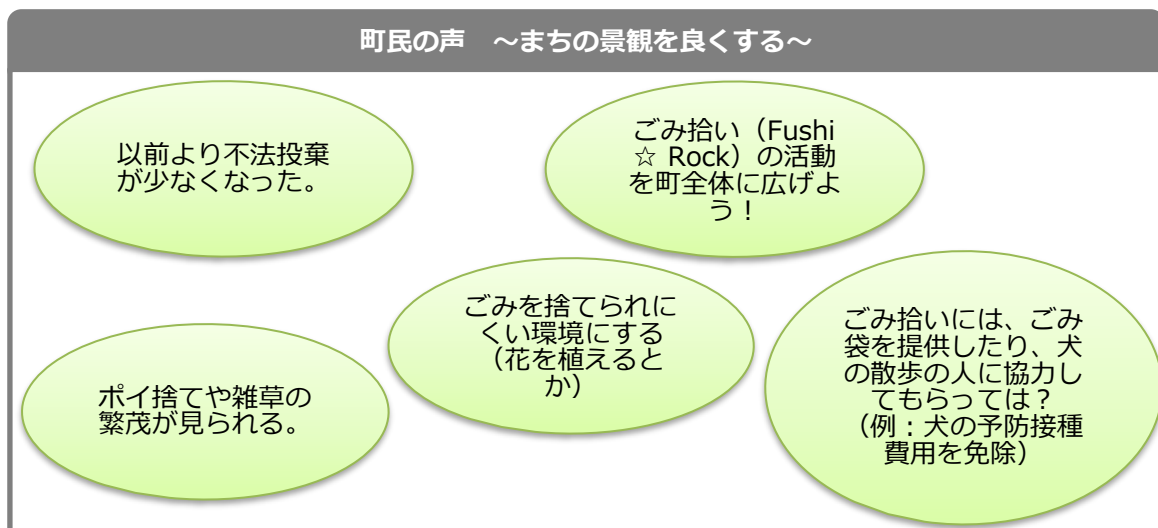 町民の声　～まちの景観を良くする～
以前より不法投棄
が少なくなった。
ごみ拾い（Fushi
☆ Rock）の活動
を町全体に広げよ
う！
ごみを捨てられに
くい環境にする
（花を植えると
か）
ごみ拾いには、ごみ
袋を提供したり、犬
の散歩の人に協力し
てもらっては？
（例：犬の予防接種
費用を免除）
ポイ捨てや雑草の
繁茂が見られる。